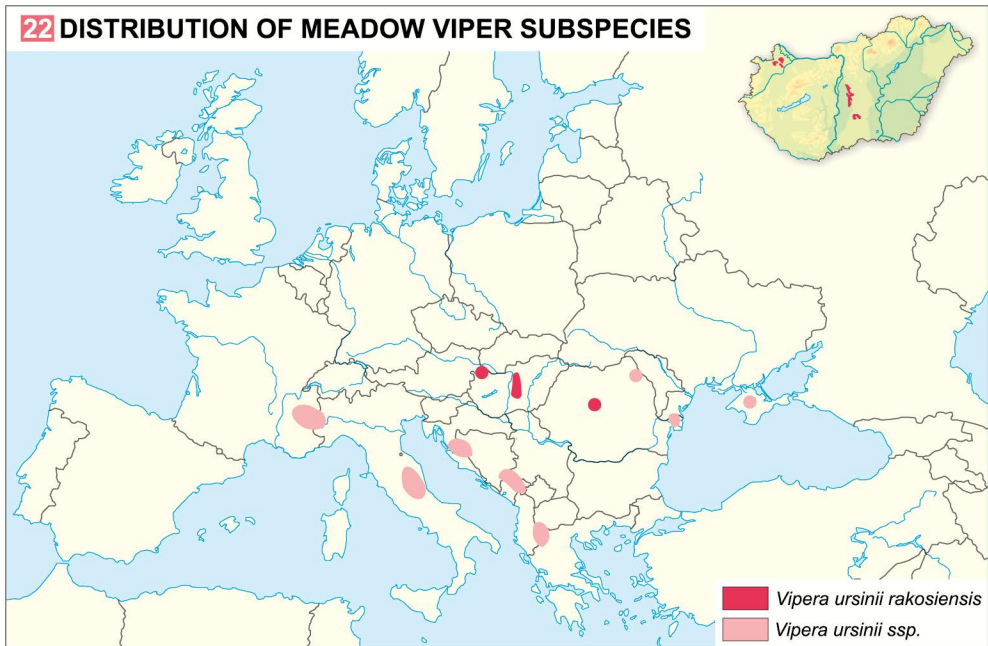 22 DISTRIBUTION OF MEADOW VIPER SUBSPECIES
Vipera ursinii rakosiensis
Vipera ursinii ssp.